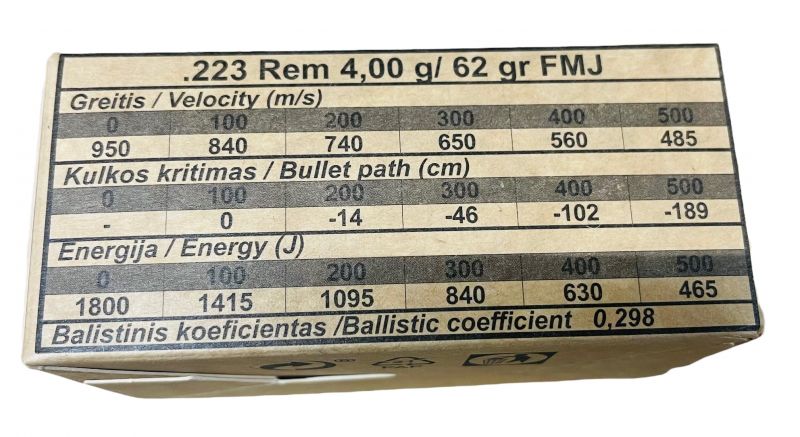 .223 Rem 4,00 g/ 62 gr FMJ
Greitis / Velocity (m/s)
0 100 200 300 400 500
950 840 740 650 560 485
Kulkos kritimas / Bullet path (cm)
0 100 200 300 400 500
- 0 -14 -46 -102 -189
Energija / Energy (J)
0 100 200 300 400 500
1800 1415 1095 840 630 465
Balistinis koeficientas /Ballistic coefficient 0,298